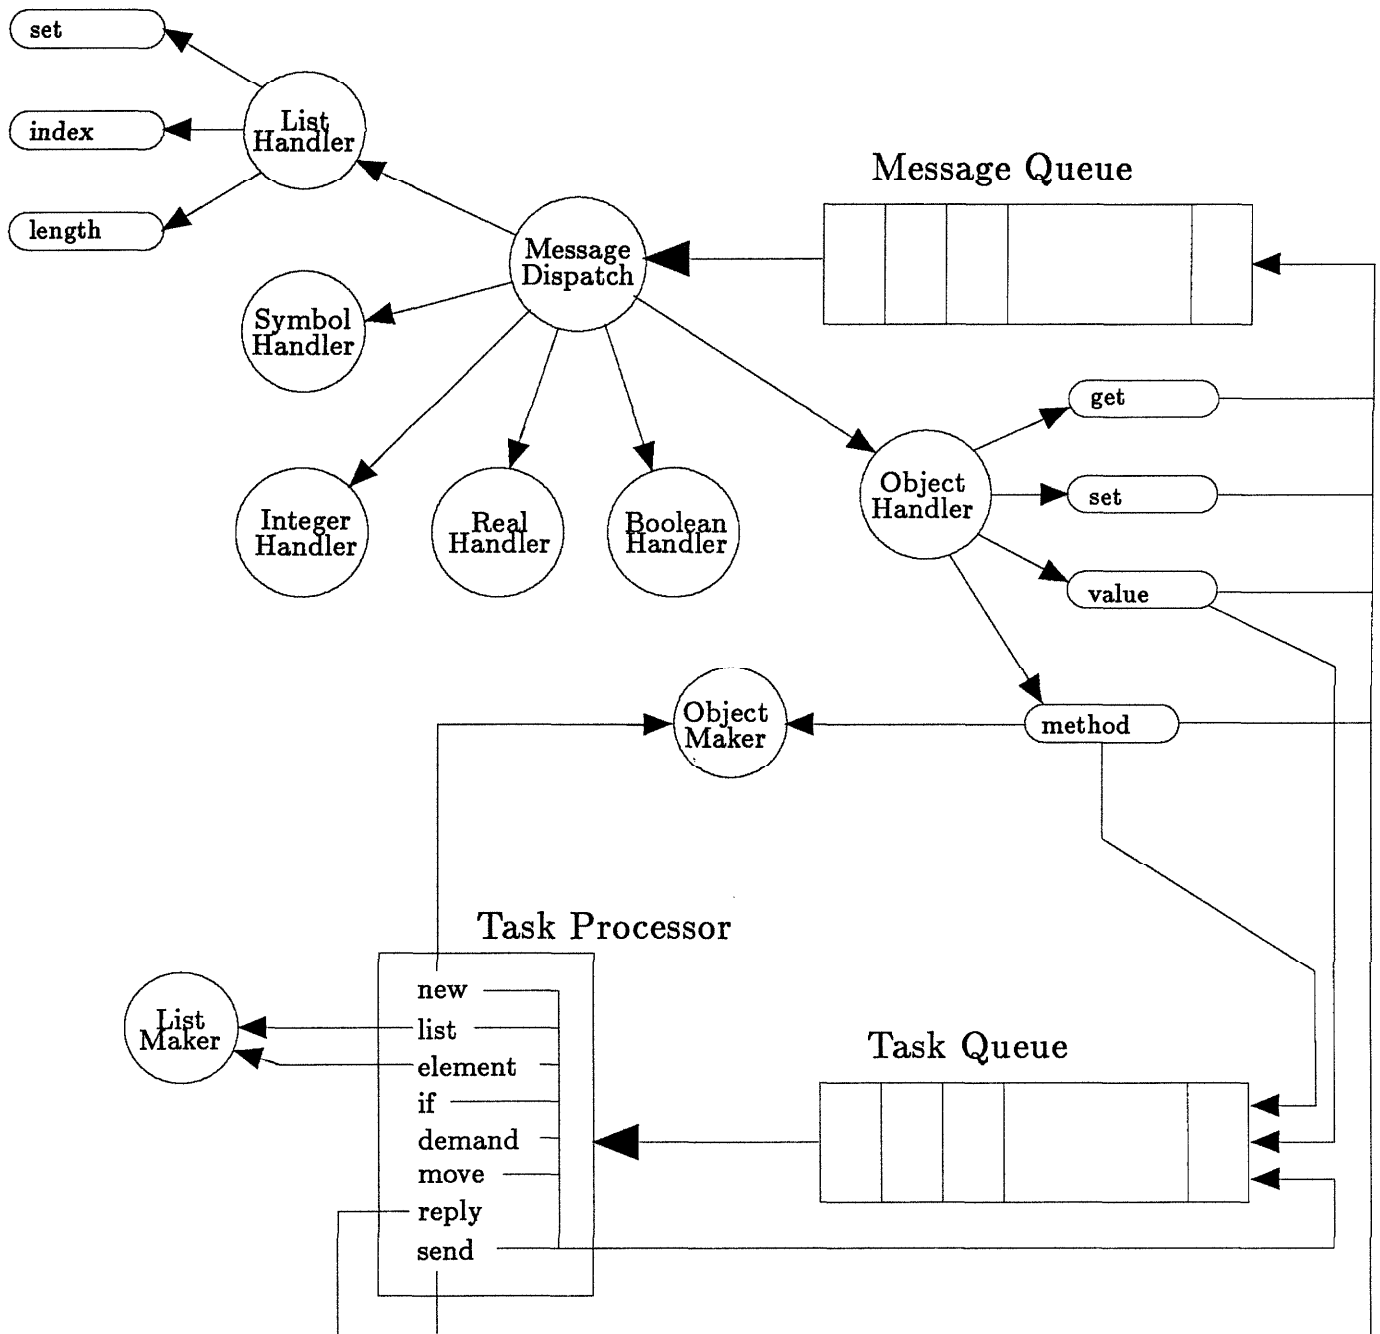 set
List
Handler
index
length
Message Queue
Message
Dispatch
Symbol
Handler
get
Object
Handler
set
value
Integer
Handler
Real
Handler
Boolean
Handler
Object
Maker
method
Task Processor
new
list
element
if
demand
move
reply
send
List
Maker
Task Queue